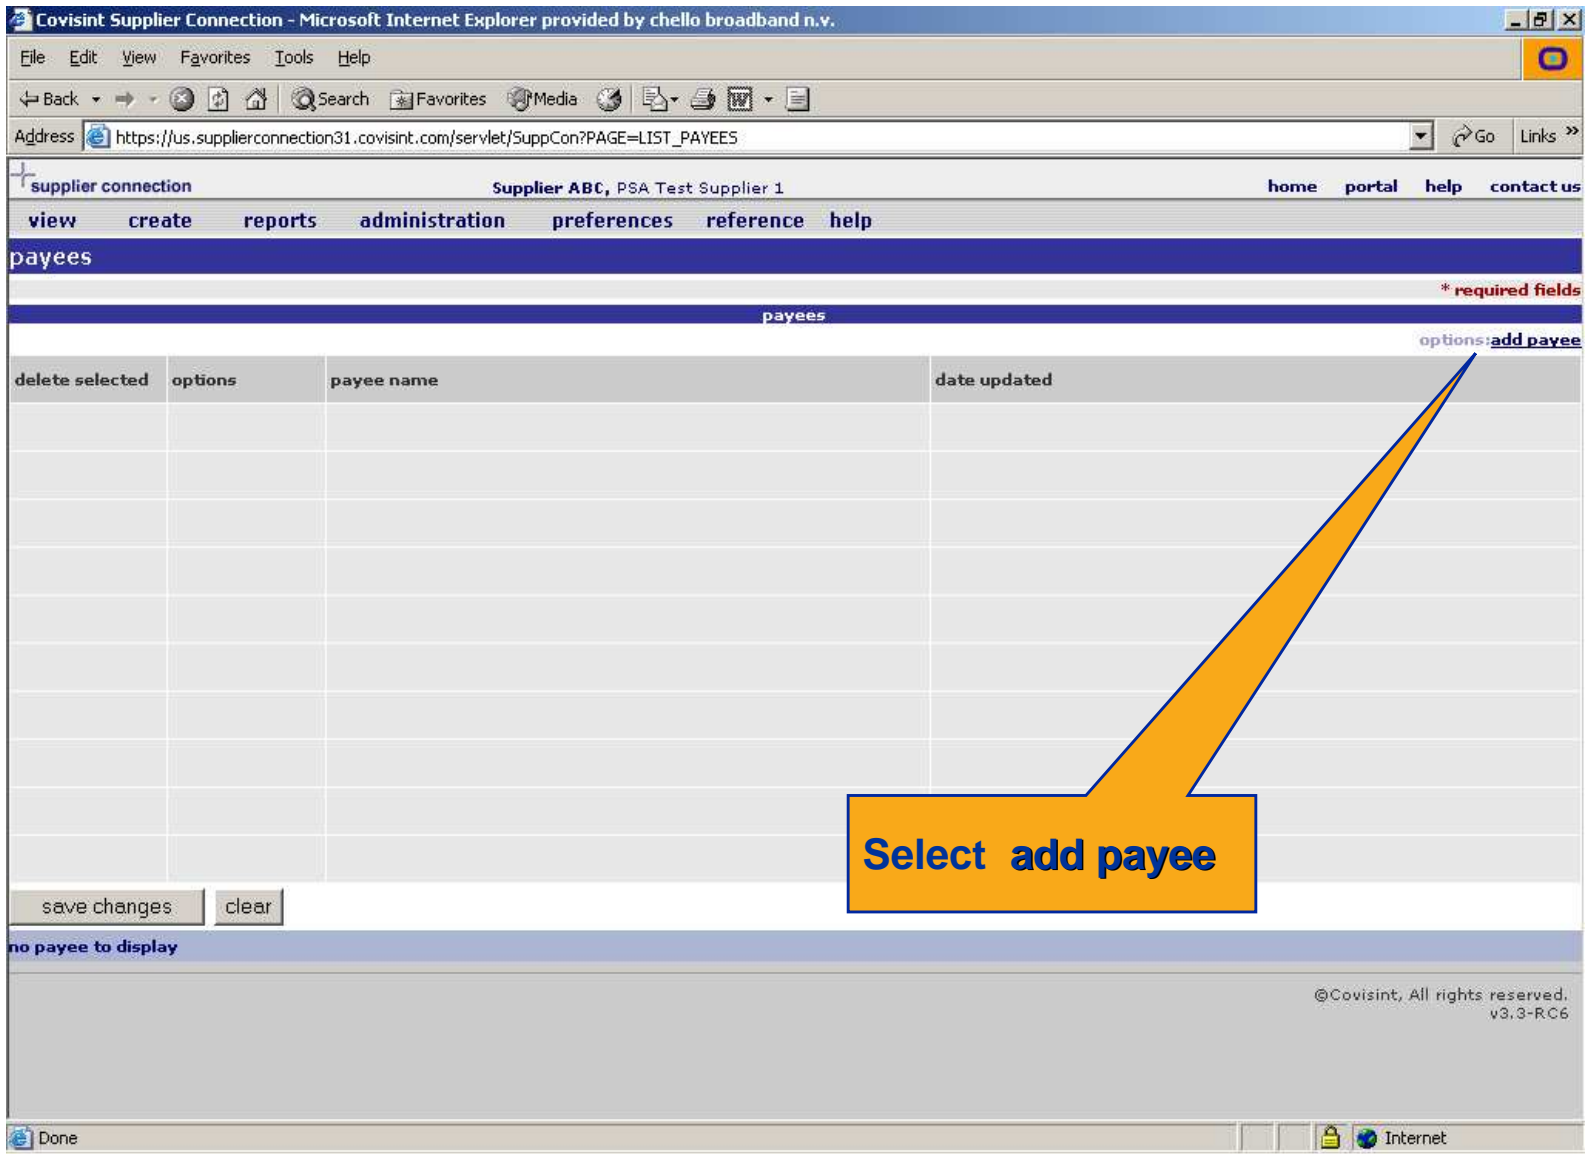 Covisint Supplier Connection - Microsoft Internet Explorer provided by chello broadband n.v.
File Edit View Favorites Tools Help
Back Search Favorites Media
Address https://us.supplierconnection31.covisint.com/servlet/SuppCon?PAGE=LIST_PAYEES Go Links »
supplier connection Supplier ABC, PSA Test Supplier 1 home portal help contact us
view create reports administration preferences reference help
payees
* required fields
payees
options:add payee
delete selected options payee name date updated
Select add payee
save changes clear
no payee to display
©Covisint, All rights reserved.
v3.3-RC6
Done Internet